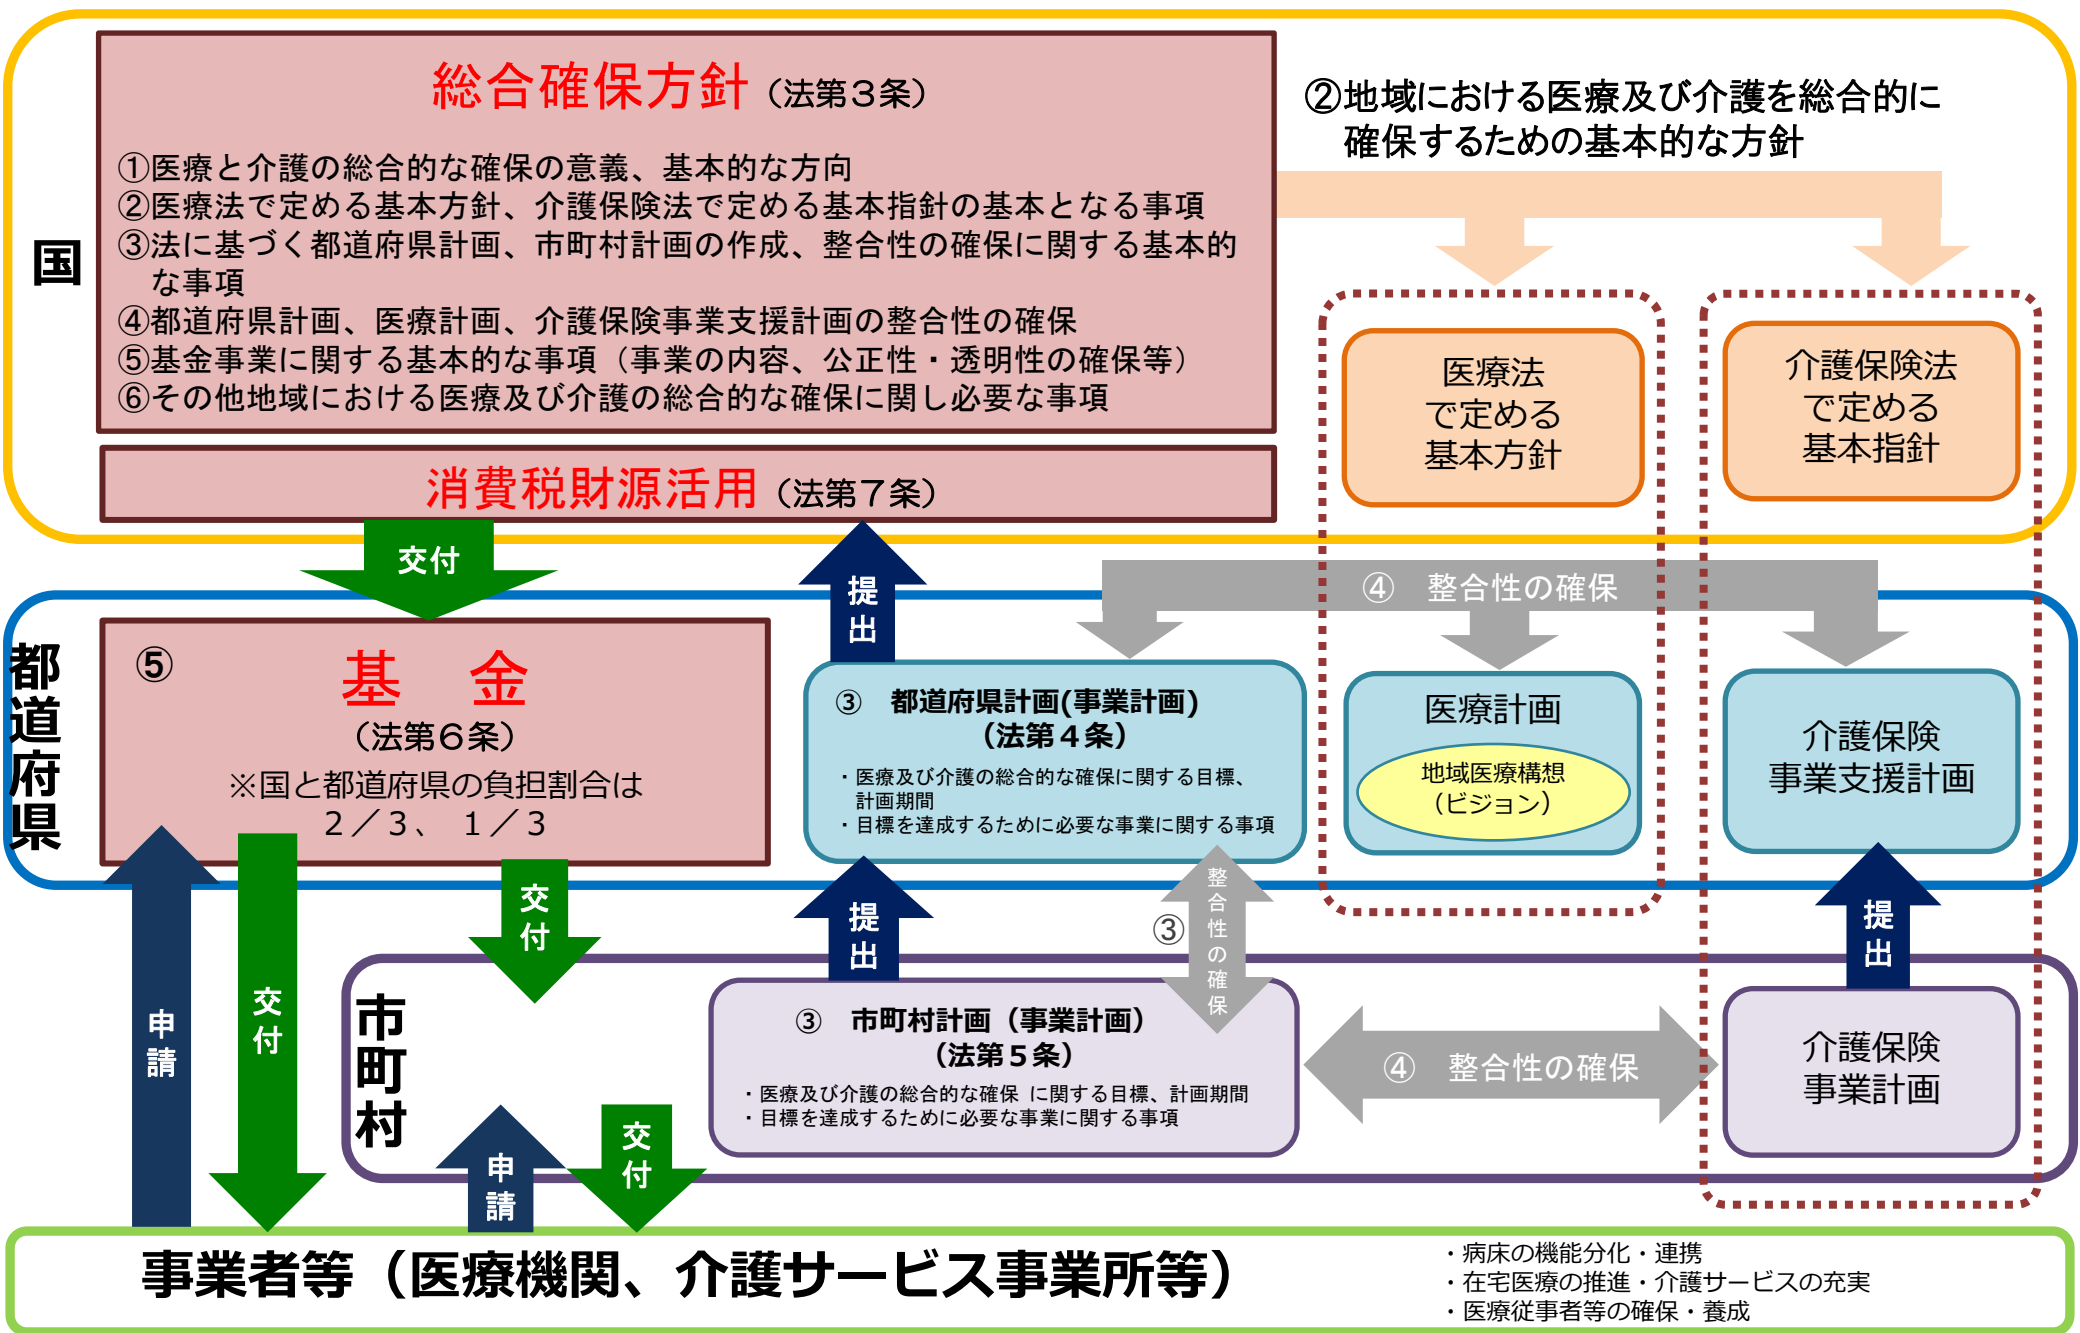 国
総合確保方針（法第３条）
①医療と介護の総合的な確保の意義、基本的な方向
②医療法で定める基本方針、介護保険法で定める基本指針の基本となる事項
③法に基づく都道府県計画、市町村計画の作成、整合性の確保に関する基本的
な事項
④都道府県計画、医療計画、介護保険事業支援計画の整合性の確保
⑤基金事業に関する基本的な事項（事業の内容、公正性・透明性の確保等）
⑥その他地域における医療及び介護の総合的な確保に関し必要な事項
消費税財源活用（法第７条）
②地域における医療及び介護を総合的に
確保するための基本的な方針
医療法
で定める
基本方針
介護保険法
で定める
基本指針
交付
提出
④　整合性の確保
都道府県
⑤
基　金
（法第６条）
※国と都道府県の負担割合は
２／３、１／３
③　都道府県計画(事業計画)
（法第４条）
・医療及び介護の総合的な確保に関する目標、
計画期間
・目標を達成するために必要な事業に関する事項
医療計画
地域医療構想
（ビジョン）
介護保険
事業支援計画
申請
交付
交付
提出
③
整合性の確保
提出
市町村
③　市町村計画（事業計画）
（法第５条）
・医療及び介護の総合的な確保 に関する目標、計画期間
・目標を達成するために必要な事業に関する事項
④　整合性の確保
介護保険
事業計画
申請
交付
事業者等（医療機関、介護サービス事業所等）
・病床の機能分化・連携
・在宅医療の推進・介護サービスの充実
・医療従事者等の確保・養成